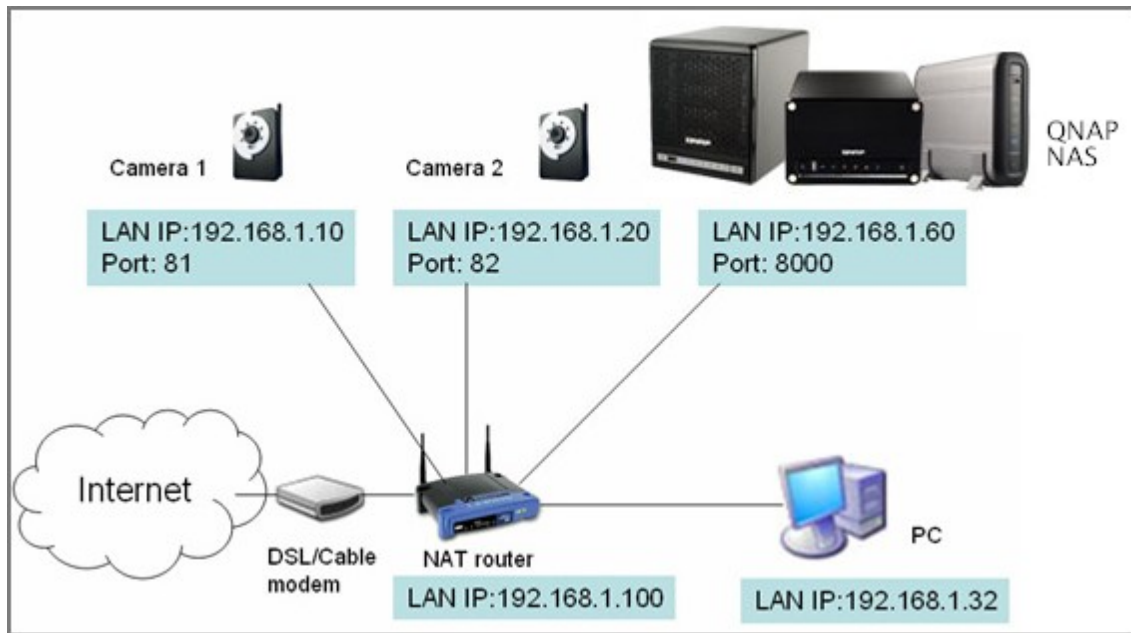 QNAP
NAS
Camera 1
Camera 2
LAN IP:192.168.1.10
Port: 81
LAN IP:192.168.1.20
Port: 82
LAN IP:192.168.1.60
Port: 8000
Internet
DSL/Cable
modem
NAT router
LAN IP:192.168.1.100
PC
LAN IP:192.168.1.32